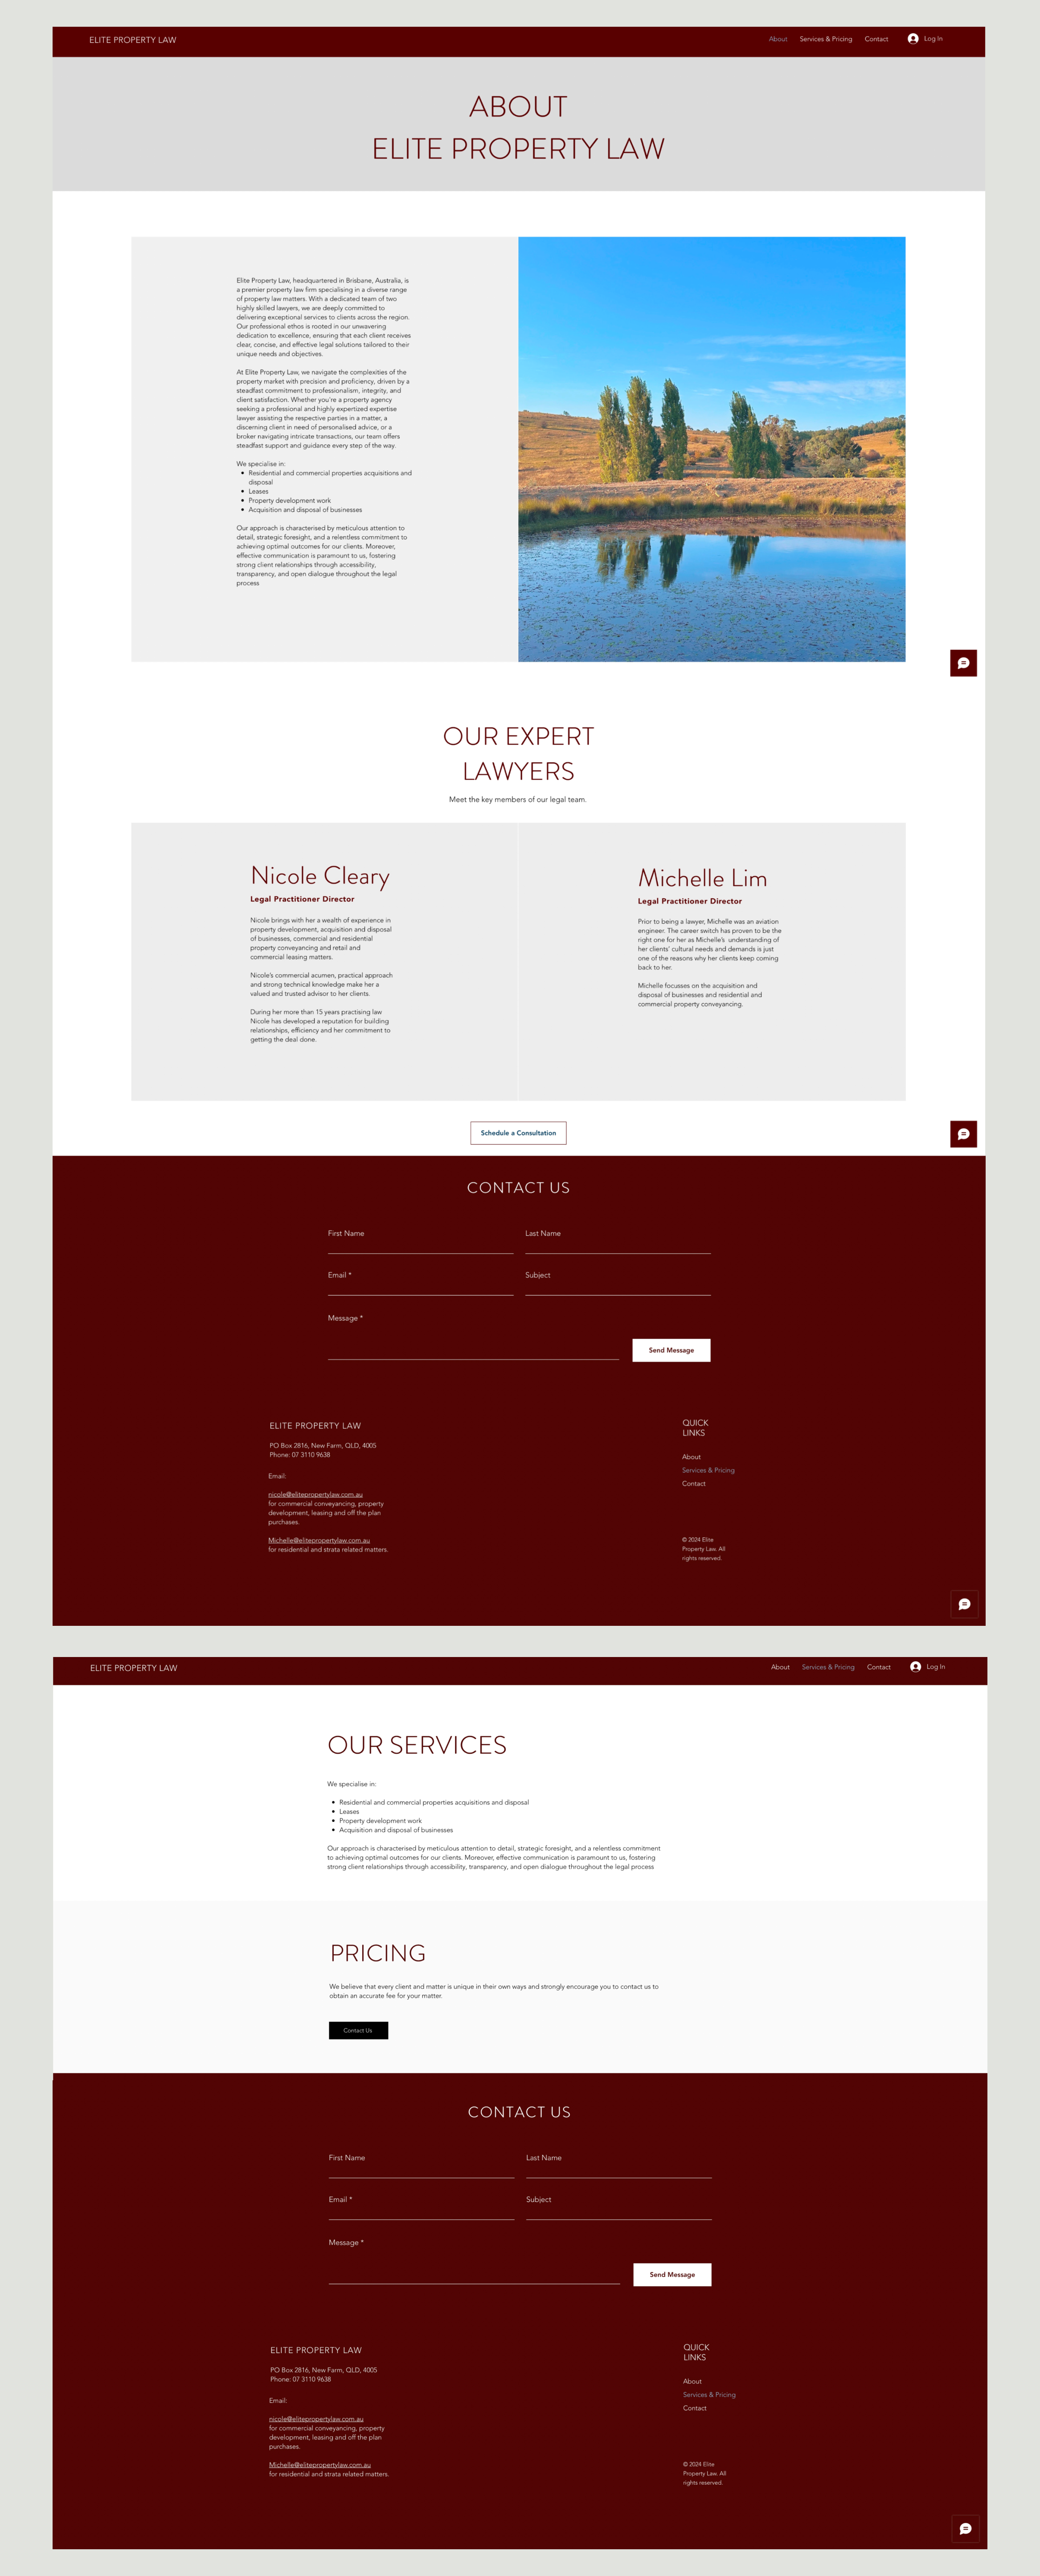 ELITE PROPERTY LAW
About Services & Pricing Contact Log In
ABOUT
ELITE PROPERTY LAW
Elite Property Law, headquartered in Brisbane, Australia, is
a premier property law firm specialising in a diverse range
of property law matters. With a dedicated team of two
highly skilled lawyers, we are deeply committed to
delivering exceptional services to clients across the region.
Our professional ethos is rooted in our unwavering
dedication to excellence, ensuring that each client receives
clear, concise, and effective legal solutions tailored to their
unique needs and objectives.
At Elite Property Law, we navigate the complexities of the
property market with precision and proficiency, driven by a
steadfast commitment to professionalism, integrity, and
client satisfaction. Whether you're a property agency
seeking a professional and highly expertized expertise
lawyer assisting the respective parties in a matter, a
discerning client in need of personalised advice, or a
broker navigating intricate transactions, our team offers
steadfast support and guidance every step of the way.
We specialise in:
• Residential and commercial properties acquisitions and
disposal
• Leases
• Property development work
• Acquisition and disposal of businesses
Our approach is characterised by meticulous attention to
detail, strategic foresight, and a relentless commitment to
achieving optimal outcomes for our clients. Moreover,
effective communication is paramount to us, fostering
strong client relationships through accessibility,
transparency, and open dialogue throughout the legal
process
OUR EXPERT
LAWYERS
Meet the key members of our legal team.
Nicole Cleary
Legal Practitioner Director
Nicole brings with her a wealth of experience in
property development, acquisition and disposal
of businesses, commercial and residential
property conveyancing and retail and
commercial leasing matters.
Nicole's commercial acumen, practical approach
and strong technical knowledge make her a
valued and trusted advisor to her clients.
During her more than 15 years practising law
Nicole has developed a reputation for building
relationships, efficiency and her commitment to
getting the deal done.
Michelle Lim
Legal Practitioner Director
Prior to being a lawyer, Michelle was an aviation
engineer. The career switch has proven to be the
right one for her as Michelle's understanding of
her clients' cultural needs and demands is just
one of the reasons why her clients keep coming
back to her.
Michelle focusses on the acquisition and
disposal of businesses and residential and
commercial property conveyancing.
Schedule a Consultation
CONTACT US
First Name Last Name
Email * Subject
Message *
Send Message
ELITE PROPERTY LAW
PO Box 2816, New Farm, QLD, 4005
Phone: 07 3110 9638
Email:
nicole@elitepropertylaw.com.au
for commercial conveyancing, property
development, leasing and off the plan
purchases.
Michelle@elitepropertylaw.com.au
for residential and strata related matters.
QUICK
LINKS
About
Services & Pricing
Contact
© 2024 Elite
Property Law. All
rights reserved.
ELITE PROPERTY LAW
About Services & Pricing Contact Log In
OUR SERVICES
We specialise in:
• Residential and commercial properties acquisitions and disposal
• Leases
• Property development work
• Acquisition and disposal of businesses
Our approach is characterised by meticulous attention to detail, strategic foresight, and a relentless commitment
to achieving optimal outcomes for our clients. Moreover, effective communication is paramount to us, fostering
strong client relationships through accessibility, transparency, and open dialogue throughout the legal process
PRICING
We believe that every client and matter is unique in their own ways and strongly encourage you to contact us to
obtain an accurate fee for your matter.
Contact Us
CONTACT US
First Name Last Name
Email * Subject
Message *
Send Message
ELITE PROPERTY LAW
PO Box 2816, New Farm, QLD, 4005
Phone: 07 3110 9638
Email:
nicole@elitepropertylaw.com.au
for commercial conveyancing, property
development, leasing and off the plan
purchases.
Michelle@elitepropertylaw.com.au
for residential and strata related matters.
QUICK
LINKS
About
Services & Pricing
Contact
© 2024 Elite
Property Law. All
rights reserved.